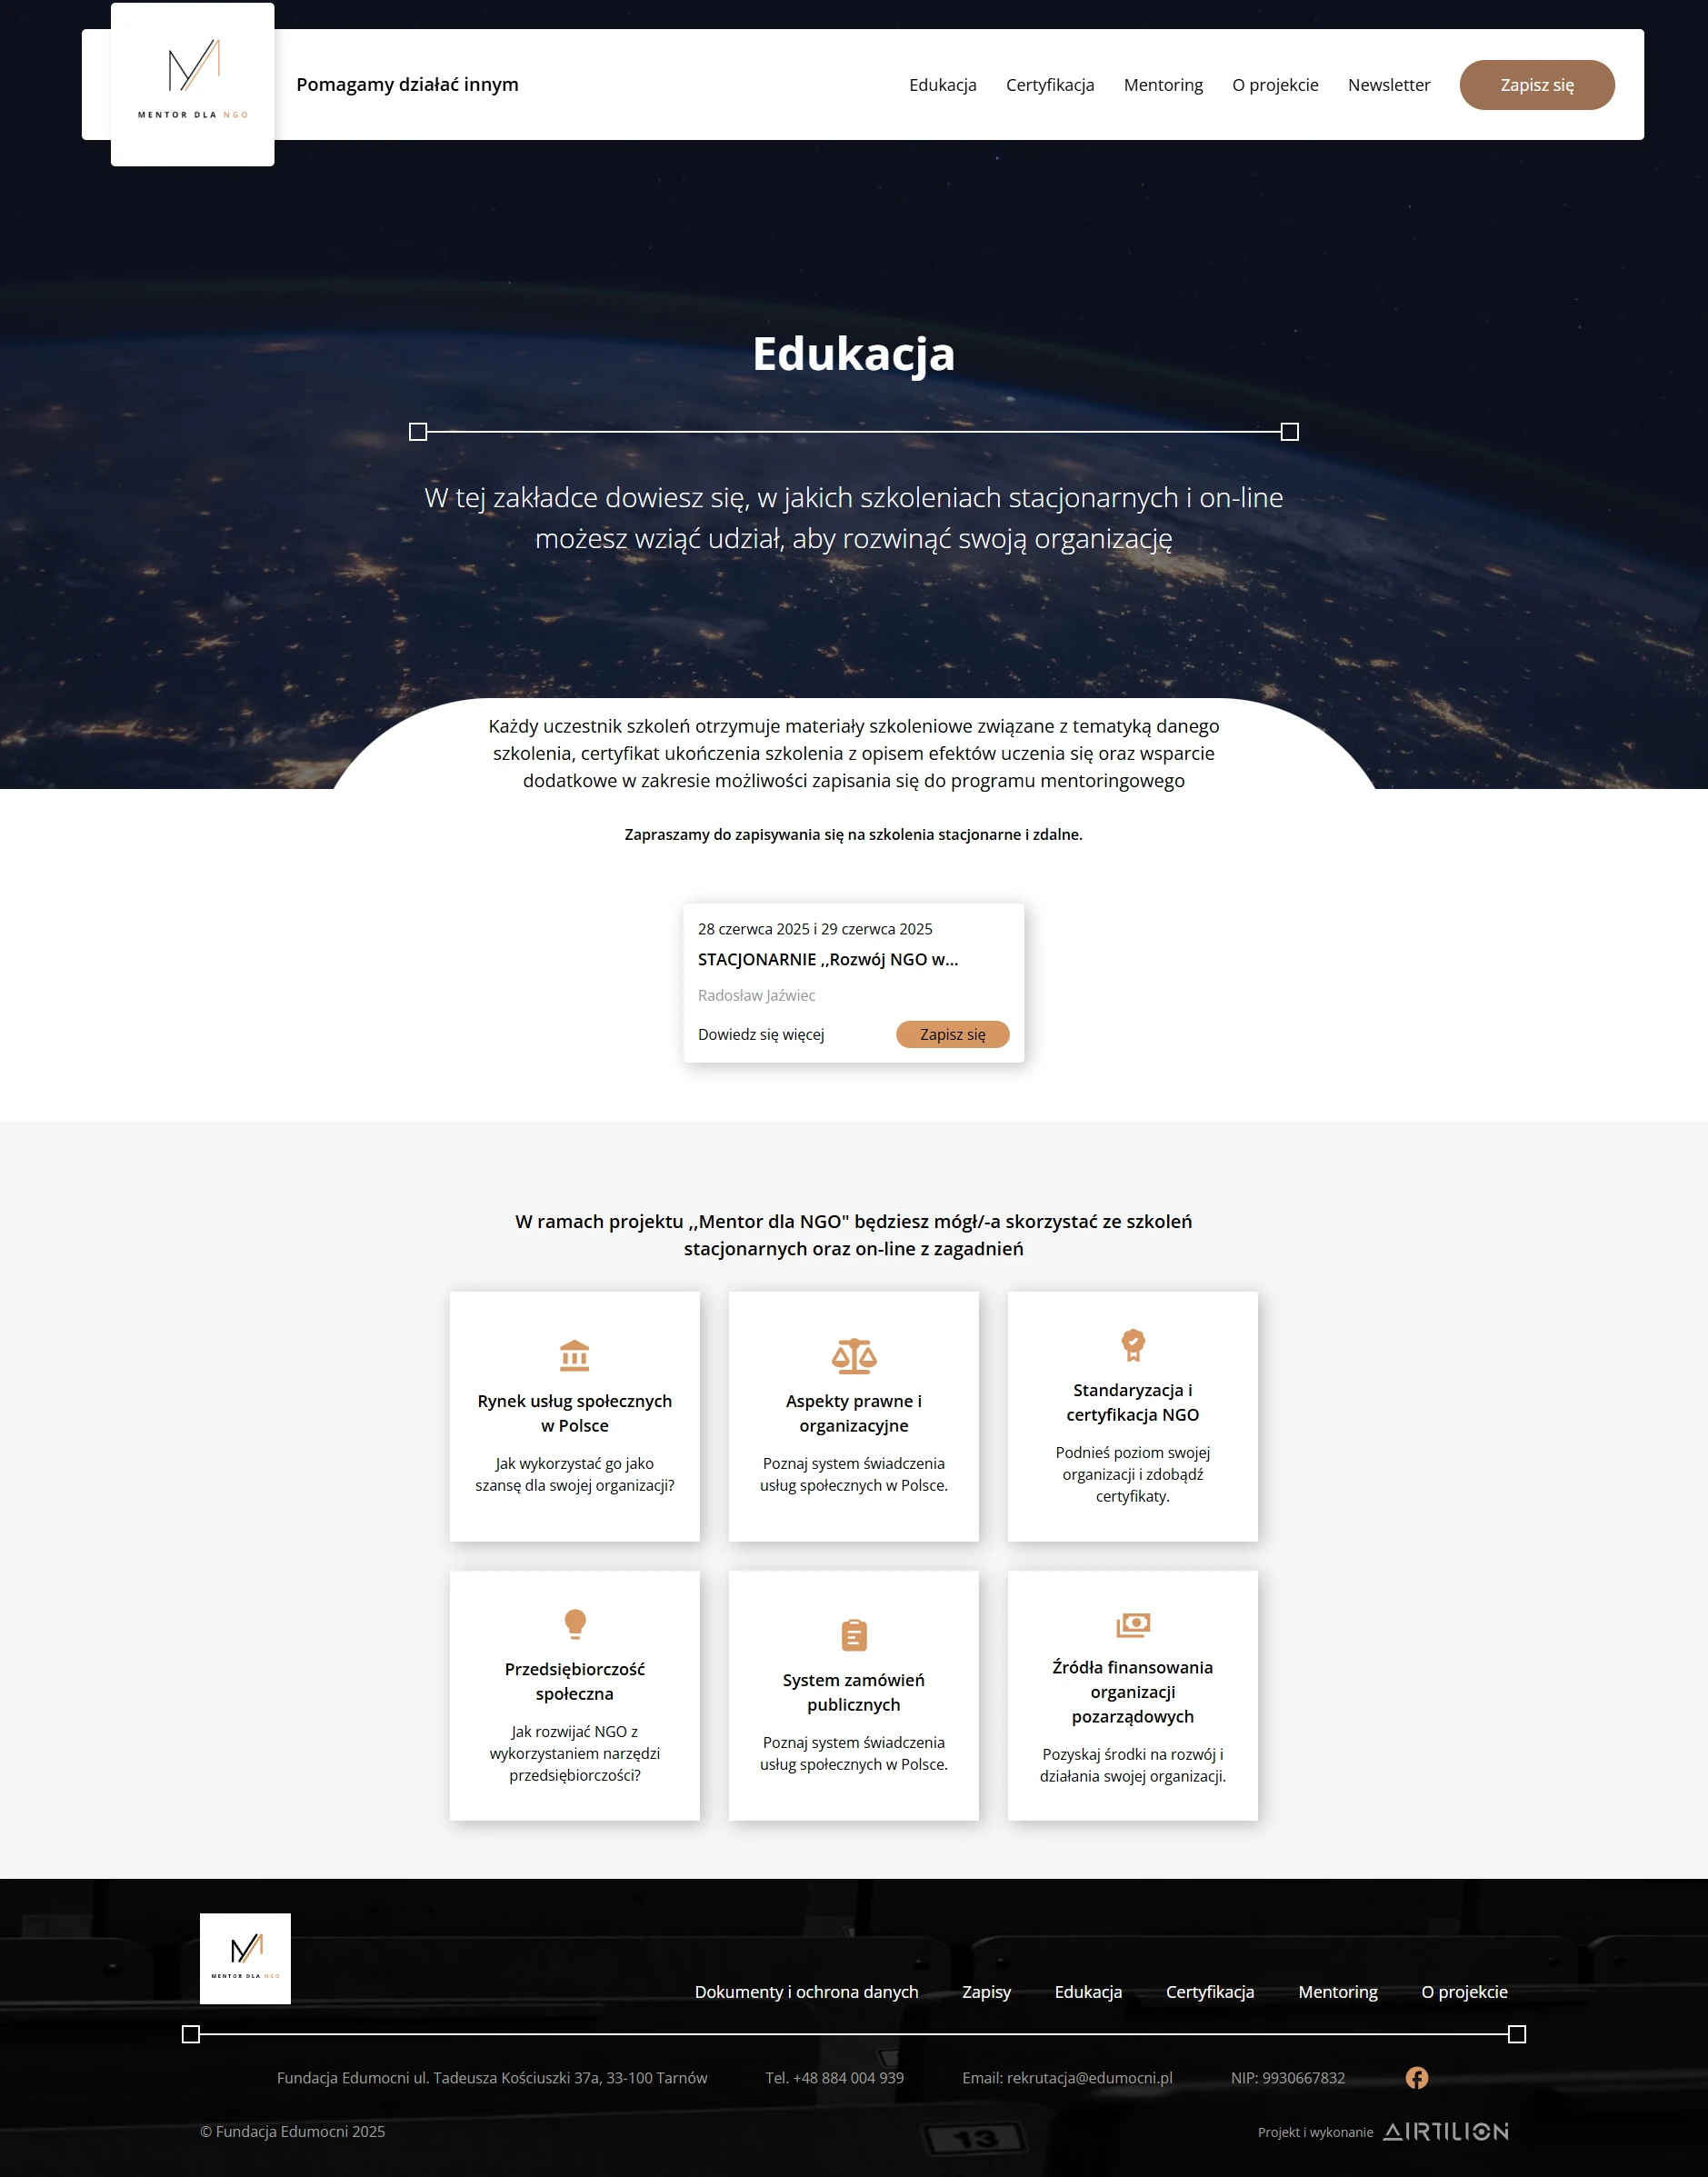 MENTOR DLA NGO
Pomagamy działać innym
Edukacja
Certyfikacja
Mentoring
O projekcie
Newsletter
Zapisz się
Edukacja
W tej zakładce dowiesz się, w jakich szkoleniach stacjonarnych i on-line
możesz wziąć udział, aby rozwinąć swoją organizację
Każdy uczestnik szkoleń otrzymuje materiały szkoleniowe związane z tematyką danego
szkolenia, certyfikat ukończenia szkolenia z opisem efektów uczenia się oraz wsparcie
dodatkowe w zakresie możliwości zapisania się do programu mentoringowego
Zapraszamy do zapisywania się na szkolenia stacjonarne i zdalne.
28 czerwca 2025 i 29 czerwca 2025
STACJONARNIE ,,Rozwój NGO w...
Radosław Jaźwiec
Dowiedz się więcej
Zapisz się
W ramach projektu ,,Mentor dla NGO" będziesz mógł/-a skorzystać ze szkoleń
stacjonarnych oraz on-line z zagadnień
Rynek usług społecznych
w Polsce
Jak wykorzystać go jako
szansę dla swojej organizacji?
Aspekty prawne i
organizacyjne
Poznaj system świadczenia
usług społecznych w Polsce.
Standaryzacja i
certyfikacja NGO
Podnieś poziom swojej
organizacji i zdobądź
certyfikaty.
Przedsiębiorczość
społeczna
Jak rozwijać NGO z
wykorzystaniem narzędzi
przedsiębiorczości?
System zamówień
publicznych
Poznaj system świadczenia
usług społecznych w Polsce.
Źródła finansowania
organizacji
pozarządowych
Pozyskaj środki na rozwój i
działania swojej organizacji.
MENTOR DLA NGO
Dokumenty i ochrona danych
Zapisy
Edukacja
Certyfikacja
Mentoring
O projekcie
Fundacja Edumocni ul. Tadeusza Kościuszki 37a, 33-100 Tarnów
Tel. +48 884 004 939
Email: rekrutacja@edumocni.pl
NIP: 9930667832
© Fundacja Edumocni 2025
13
Projekt i wykonanie AIRTILION